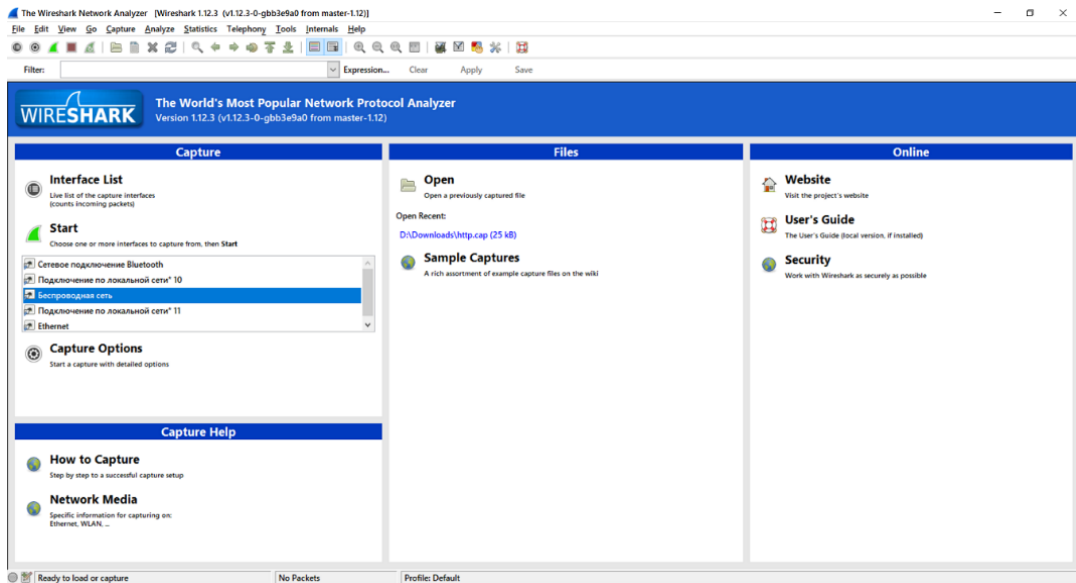 The Wireshark Network Analyzer [Wireshark 1.12.3 (v1.12.3-0-gbb3e9a0 from master-1.12)]
File Edit View Go Capture Analyze Statistics Telephony Tools Internals Help
Filter: Expression... Clear Apply Save
WIRESHARK
The World's Most Popular Network Protocol Analyzer
Version 1.12.3 (v1.12.3-0-gbb3e9a0 from master-1.12)
Capture
Interface List
Live list of the capture interfaces
(counts incoming packets)
Start
Choose one or more interfaces to capture from, then Start
Сетевое подключение Bluetooth
Подключение по локальной сети* 10
Беспроводная сеть
Подключение по локальной сети* 11
Ethernet
Capture Options
Start a capture with detailed options
Capture Help
How to Capture
Step by step to a successful capture setup
Network Media
Specific information for capturing on:
Ethernet, WLAN, ...
Files
Open
Open a previously captured file
Open Recent:
D:\Downloads\http.cap (25 kB)
Sample Captures
A rich assortment of example capture files on the wiki
Online
Website
Visit the project's website
User's Guide
The User's Guide (local version, if installed)
Security
Work with Wireshark as securely as possible
Ready to load or capture
No Packets
Profile: Default